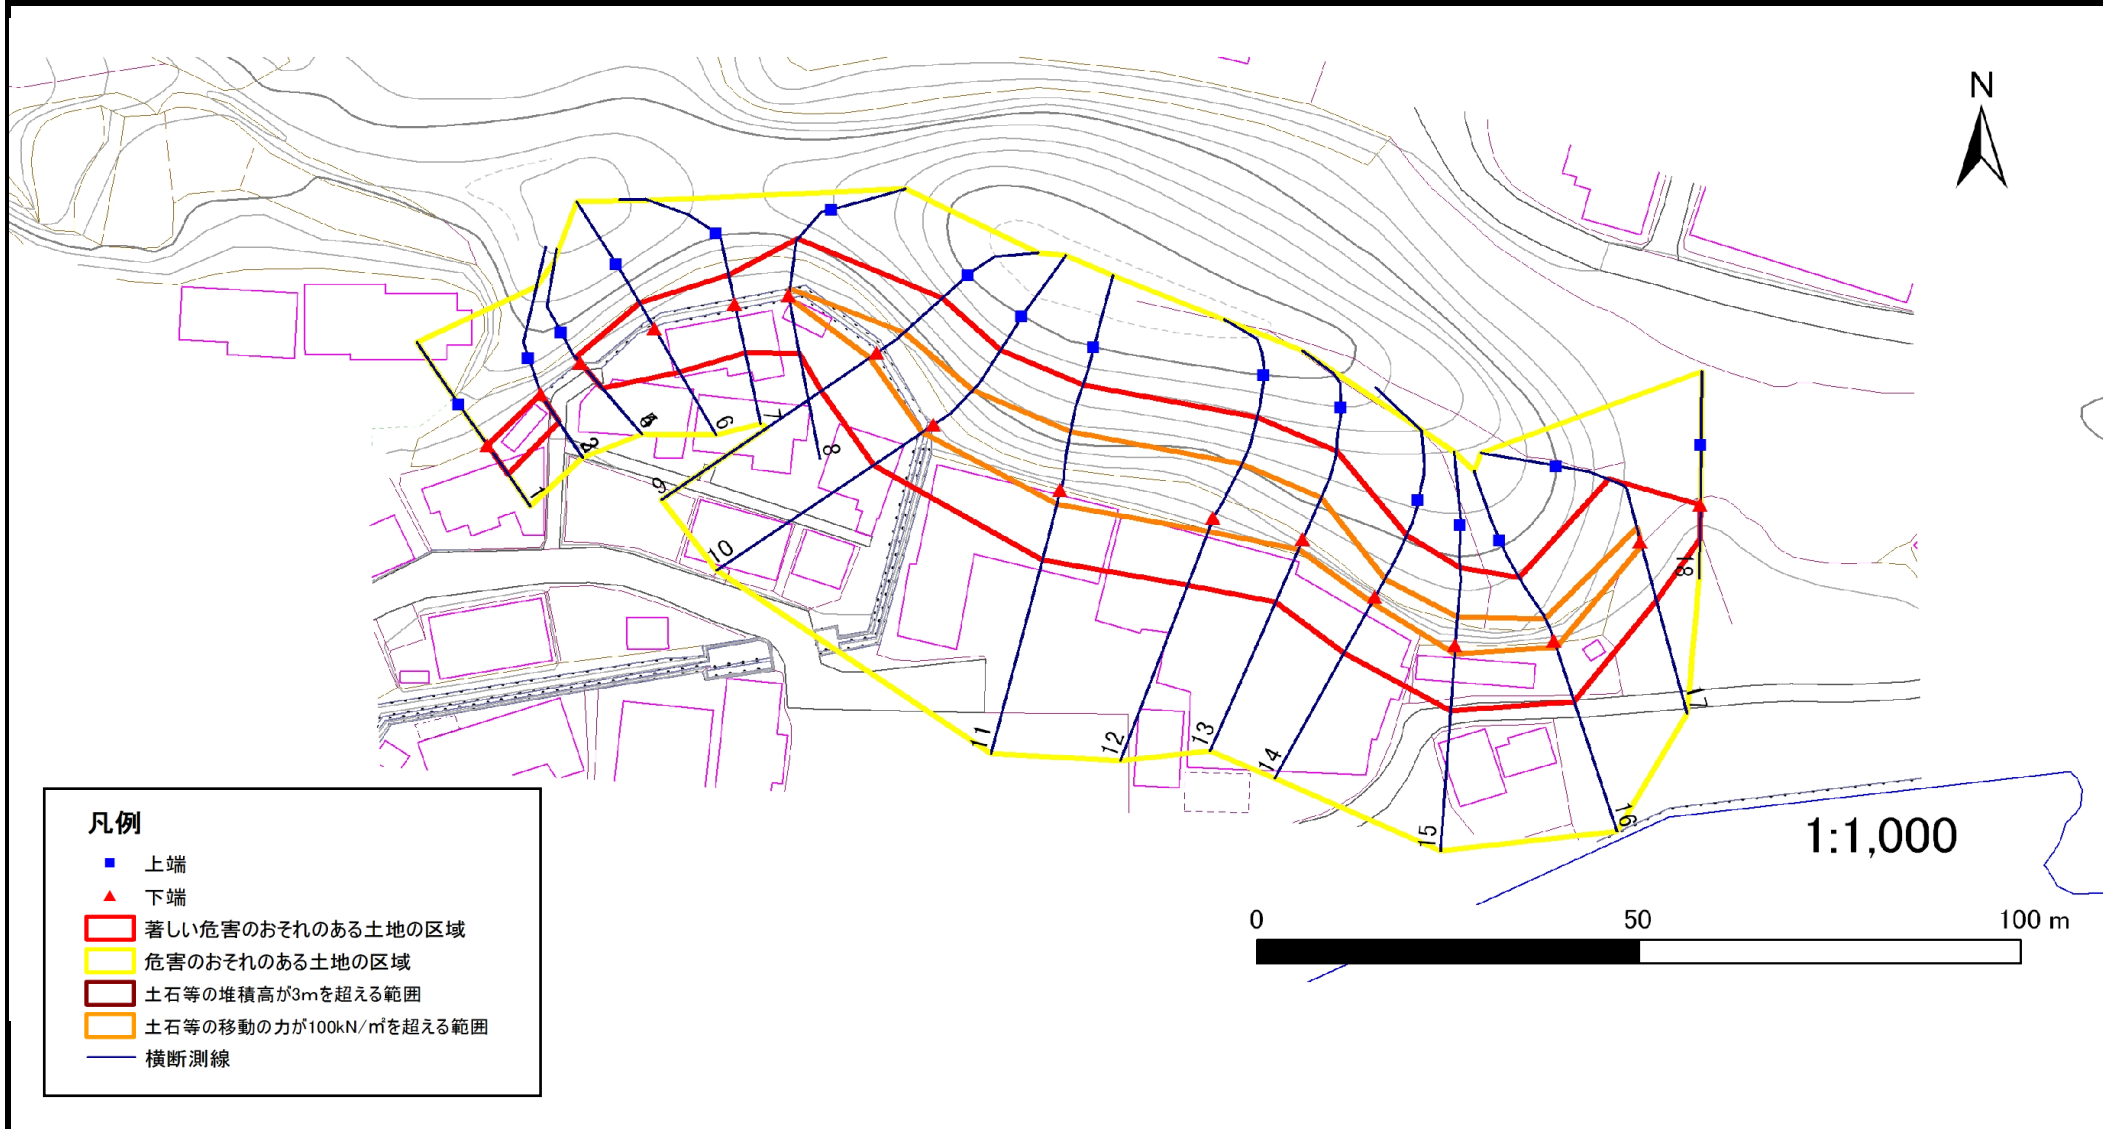 N
1
2
6
7
8
9
10
11
12
13
14
15
16
17
18
1:1,000
0 50 100 m
凡例
上端
下端
著しい危害のおそれのある土地の区域
危害のおそれのある土地の区域
土石等の堆積高が3mを超える範囲
土石等の移動の力が100kN/㎡を超える範囲
横断測線